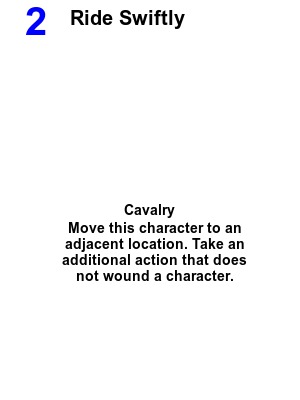 2 Ride Swiftly
Cavalry
Move this character to an
adjacent location. Take an
additional action that does
not wound a character.